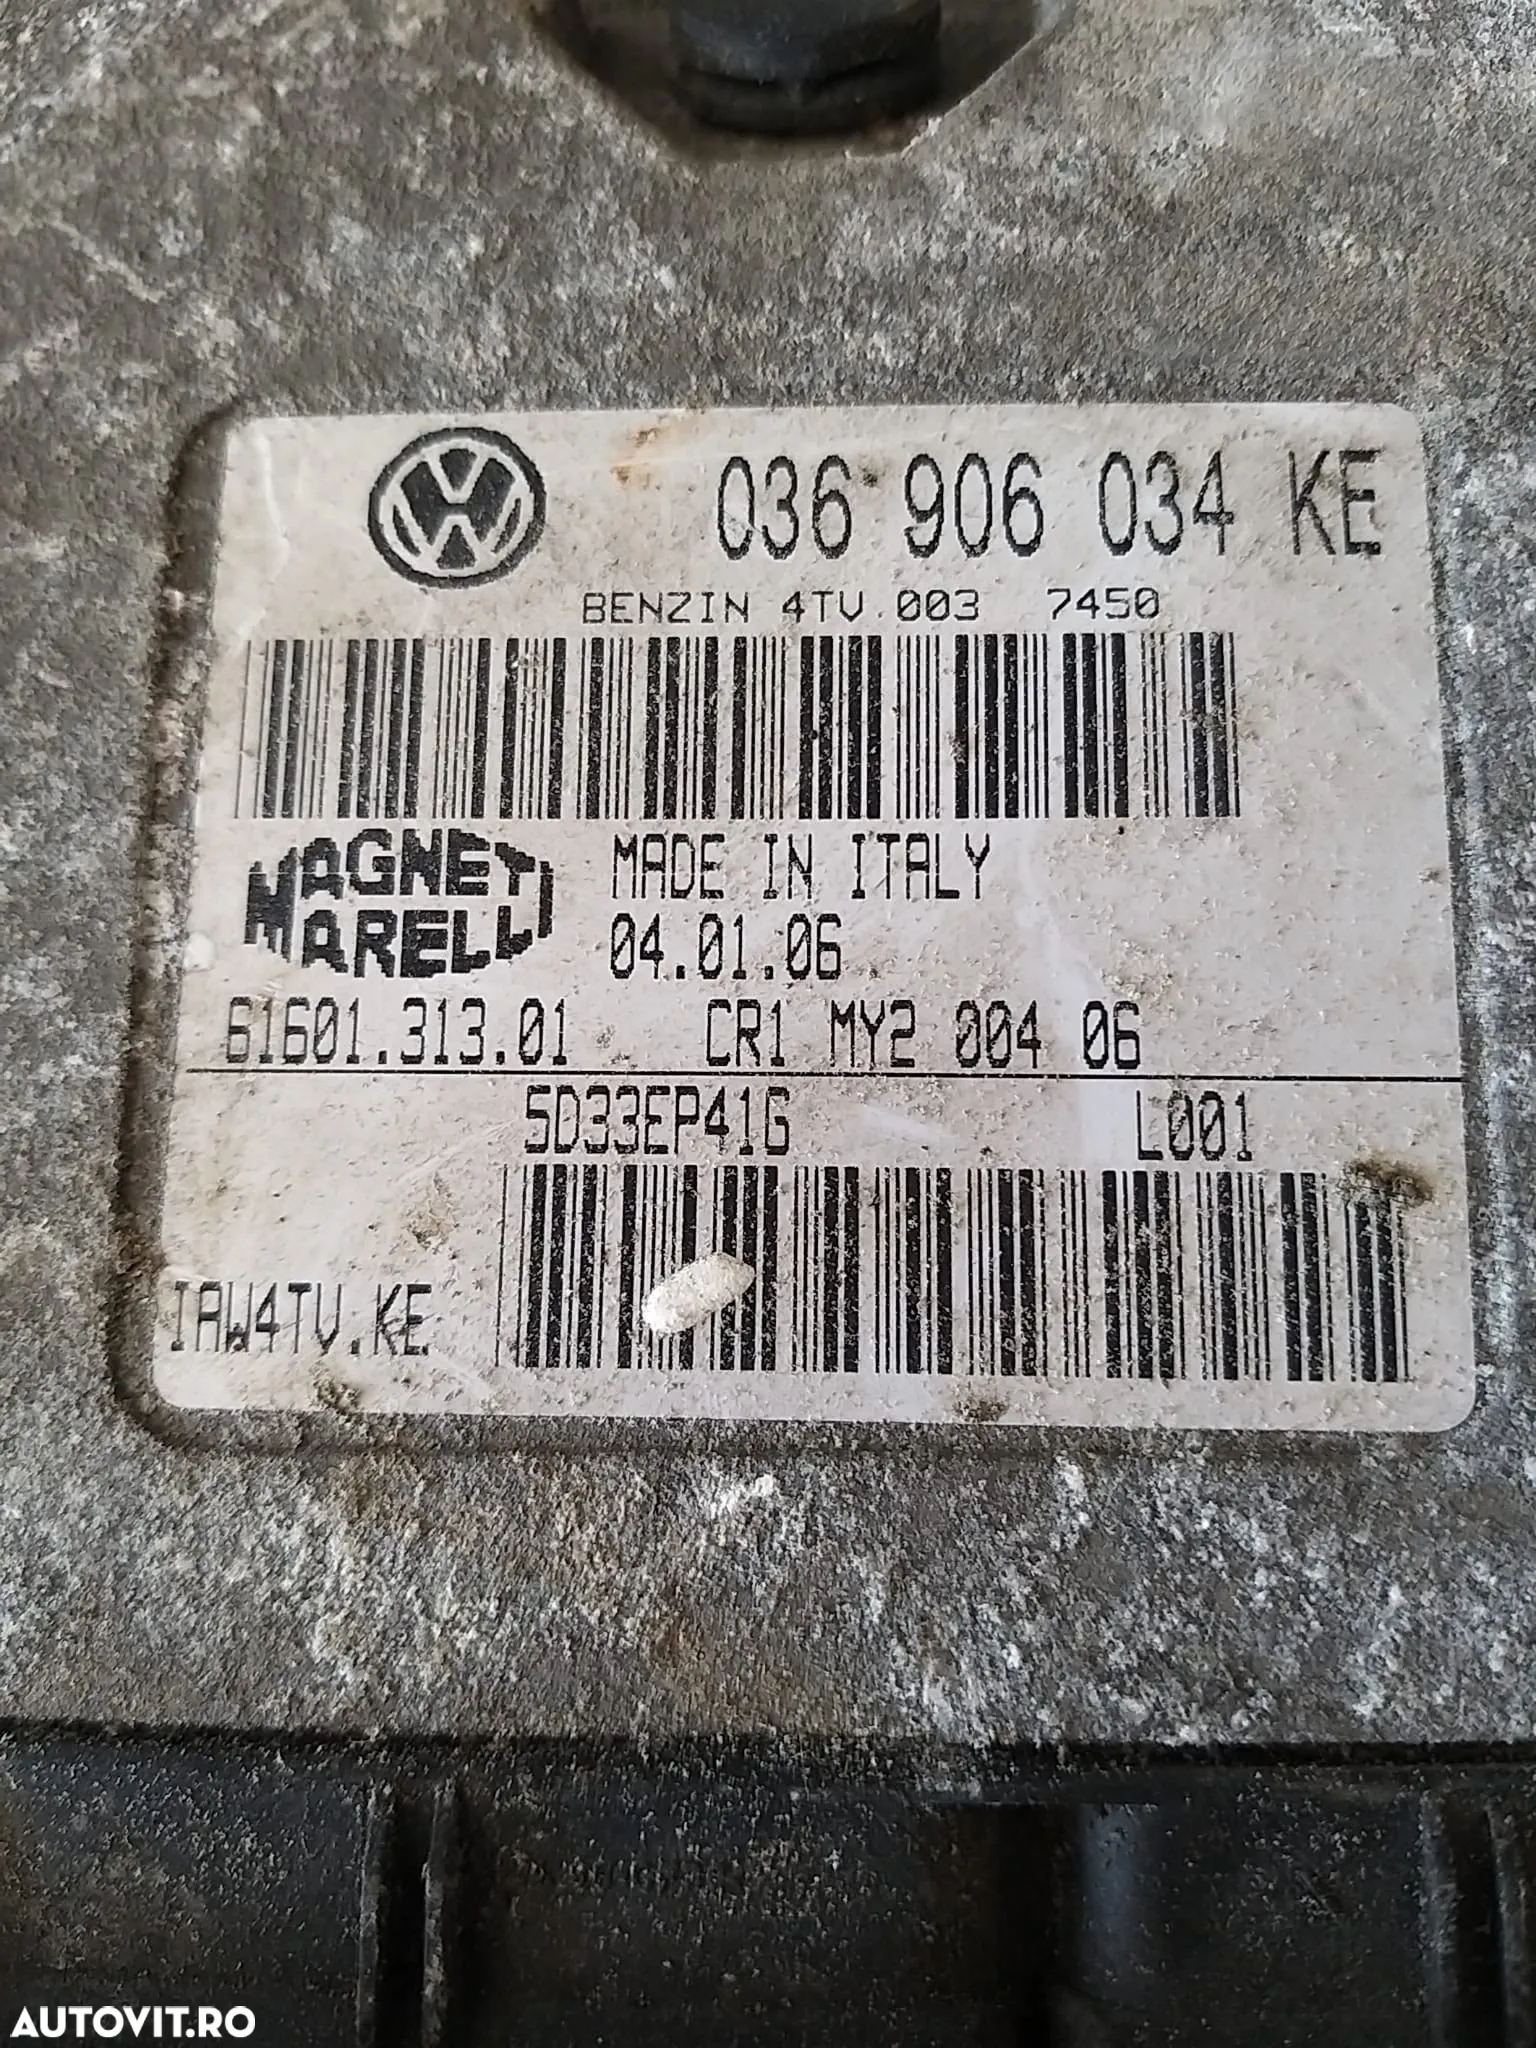 036 906 034 KE
BENZIN 4TV.003 7450
MAGNETI MARELLI
MADE IN ITALY
04.01.06
61601.313.01 CR1 MY2 004 06
5D33EP41G L001
IAW4TV.KE
AUTOVIT.RO